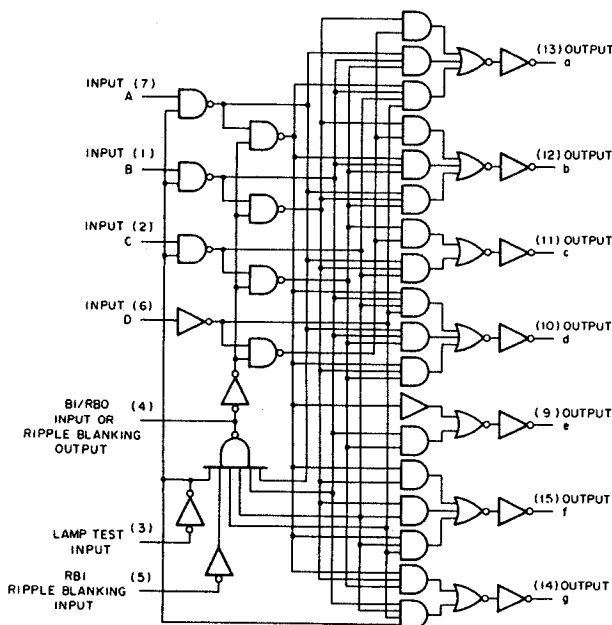 INPUT (7)
A
INPUT (1)
B
INPUT (2)
C
INPUT (6)
D
BI/RBO (4)
INPUT OR
RIPPLE BLANKING
OUTPUT
LAMP TEST (3)
INPUT
RBI (5)
RIPPLE BLANKING
INPUT
(13) OUTPUT
a
(12) OUTPUT
b
(11) OUTPUT
c
(10) OUTPUT
d
(9) OUTPUT
e
(15) OUTPUT
f
(14) OUTPUT
g